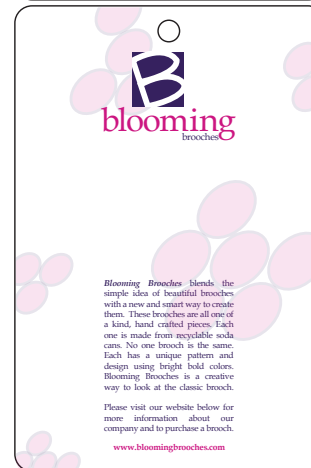 B
blooming
brooches
Blooming Brooches blends the
simple idea of beautiful brooches
with a new and smart way to create
them. These brooches are all one of
a kind, hand crafted pieces. Each
one is made from recyclable soda
cans. No one brooch is the same.
Each has a unique pattern and
design using bright bold colors.
Blooming Brooches is a creative
way to look at the classic brooch.
Please visit our website below for
more information about our
company and to purchase a brooch.
www.bloomingbrooches.com